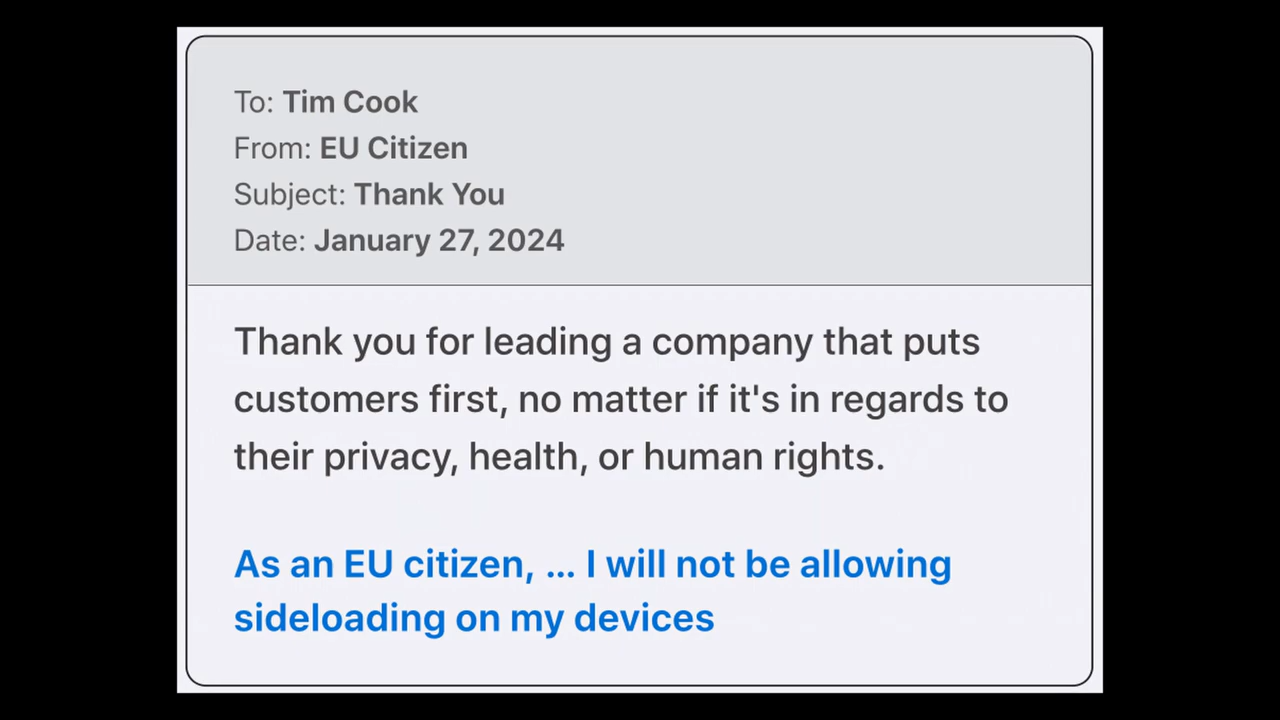 To: Tim Cook
From: EU Citizen
Subject: Thank You
Date: January 27, 2024
Thank you for leading a company that puts
customers first, no matter if it's in regards to
their privacy, health, or human rights.
As an EU citizen, ... I will not be allowing
sideloading on my devices